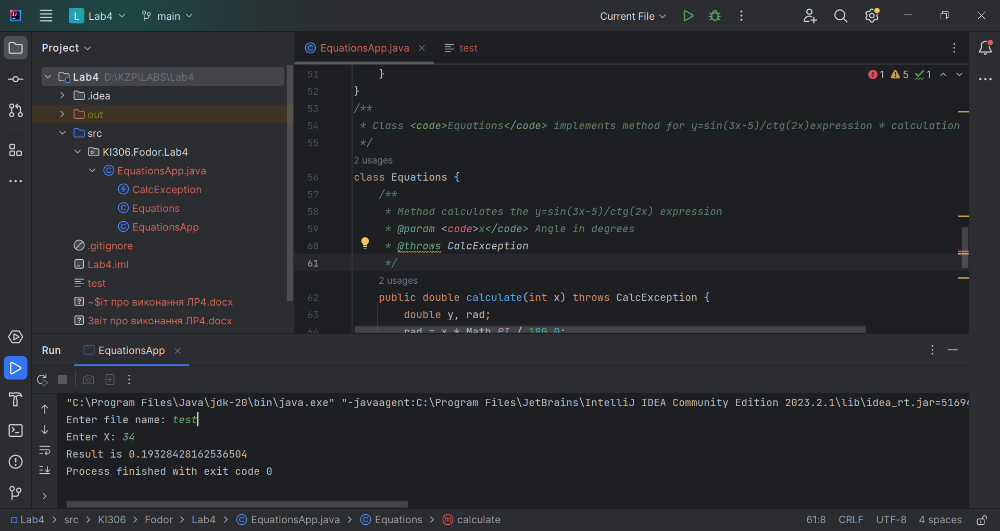 L Lab4 main Current File
Project
EquationsApp.java test
Lab4 D:\KZP\LABS\Lab4
.idea
out
src
KI306.Fodor.Lab4
EquationsApp.java
CalcException
Equations
EquationsApp
.gitignore
Lab4.iml
test
~$іт про виконання ЛР4.docx
Звіт про виконання ЛР4.docx
1 5 1
51 }
52 }
53 /**
54 * Class <code>Equations</code> implements method for y=sin(3x-5)/ctg(2x)expression * calculation
55 */
2 usages
56 class Equations {
57 /**
58 * Method calculates the y=sin(3x-5)/ctg(2x) expression
59 * @param <code>x</code> Angle in degrees
60 * @throws CalcException
61 */
2 usages
62 public double calculate(int x) throws CalcException {
63 double y, rad;
64 rad = x * Math.PI / 180.0;
Run EquationsApp
"C:\Program Files\Java\jdk-20\bin\java.exe" "-javaagent:C:\Program Files\JetBrains\IntelliJ IDEA Community Edition 2023.2.1\lib\idea_rt.jar=51694
Enter file name: test
Enter X: 34
Result is 0.19328428162536504
Process finished with exit code 0
Lab4 > src > KI306 > Fodor > Lab4 > EquationsApp.java > Equations > calculate 61:8 CRLF UTF-8 4 spaces